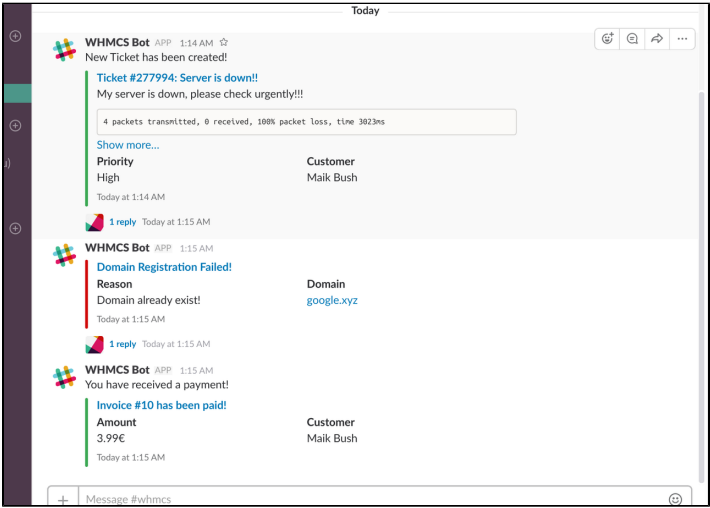 Today
WHMCS Bot APP 1:14 AM
New Ticket has been created!
Ticket #277994: Server is down!!
My server is down, please check urgently!!!
4 packets transmitted, 0 received, 100% packet loss, time 3023ms
Show more...
Priority Customer
High Maik Bush
Today at 1:14 AM
1 reply Today at 1:15 AM
WHMCS Bot APP 1:15 AM
Domain Registration Failed!
Reason Domain
Domain already exist! google.xyz
Today at 1:15 AM
1 reply Today at 1:15 AM
WHMCS Bot APP 1:15 AM
You have received a payment!
Invoice #10 has been paid!
Amount Customer
3.99€ Maik Bush
Today at 1:15 AM
Message #whmcs